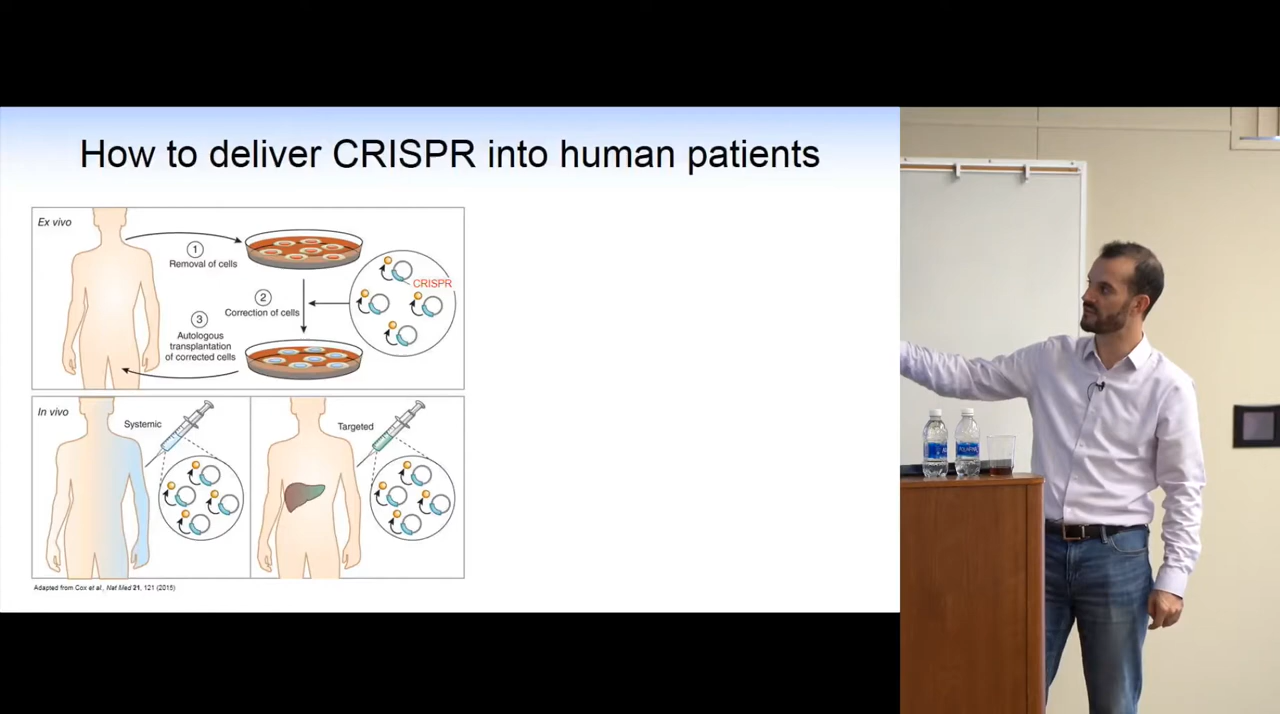 How to deliver CRISPR into human patients
Ex vivo
1
Removal of cells
CRISPR
2
Correction of cells
3
Autologous
transplantation
of corrected cells
In vivo
Systemic
Targeted
Adapted from Cox et al., Nat Med 21, 121 (2015)